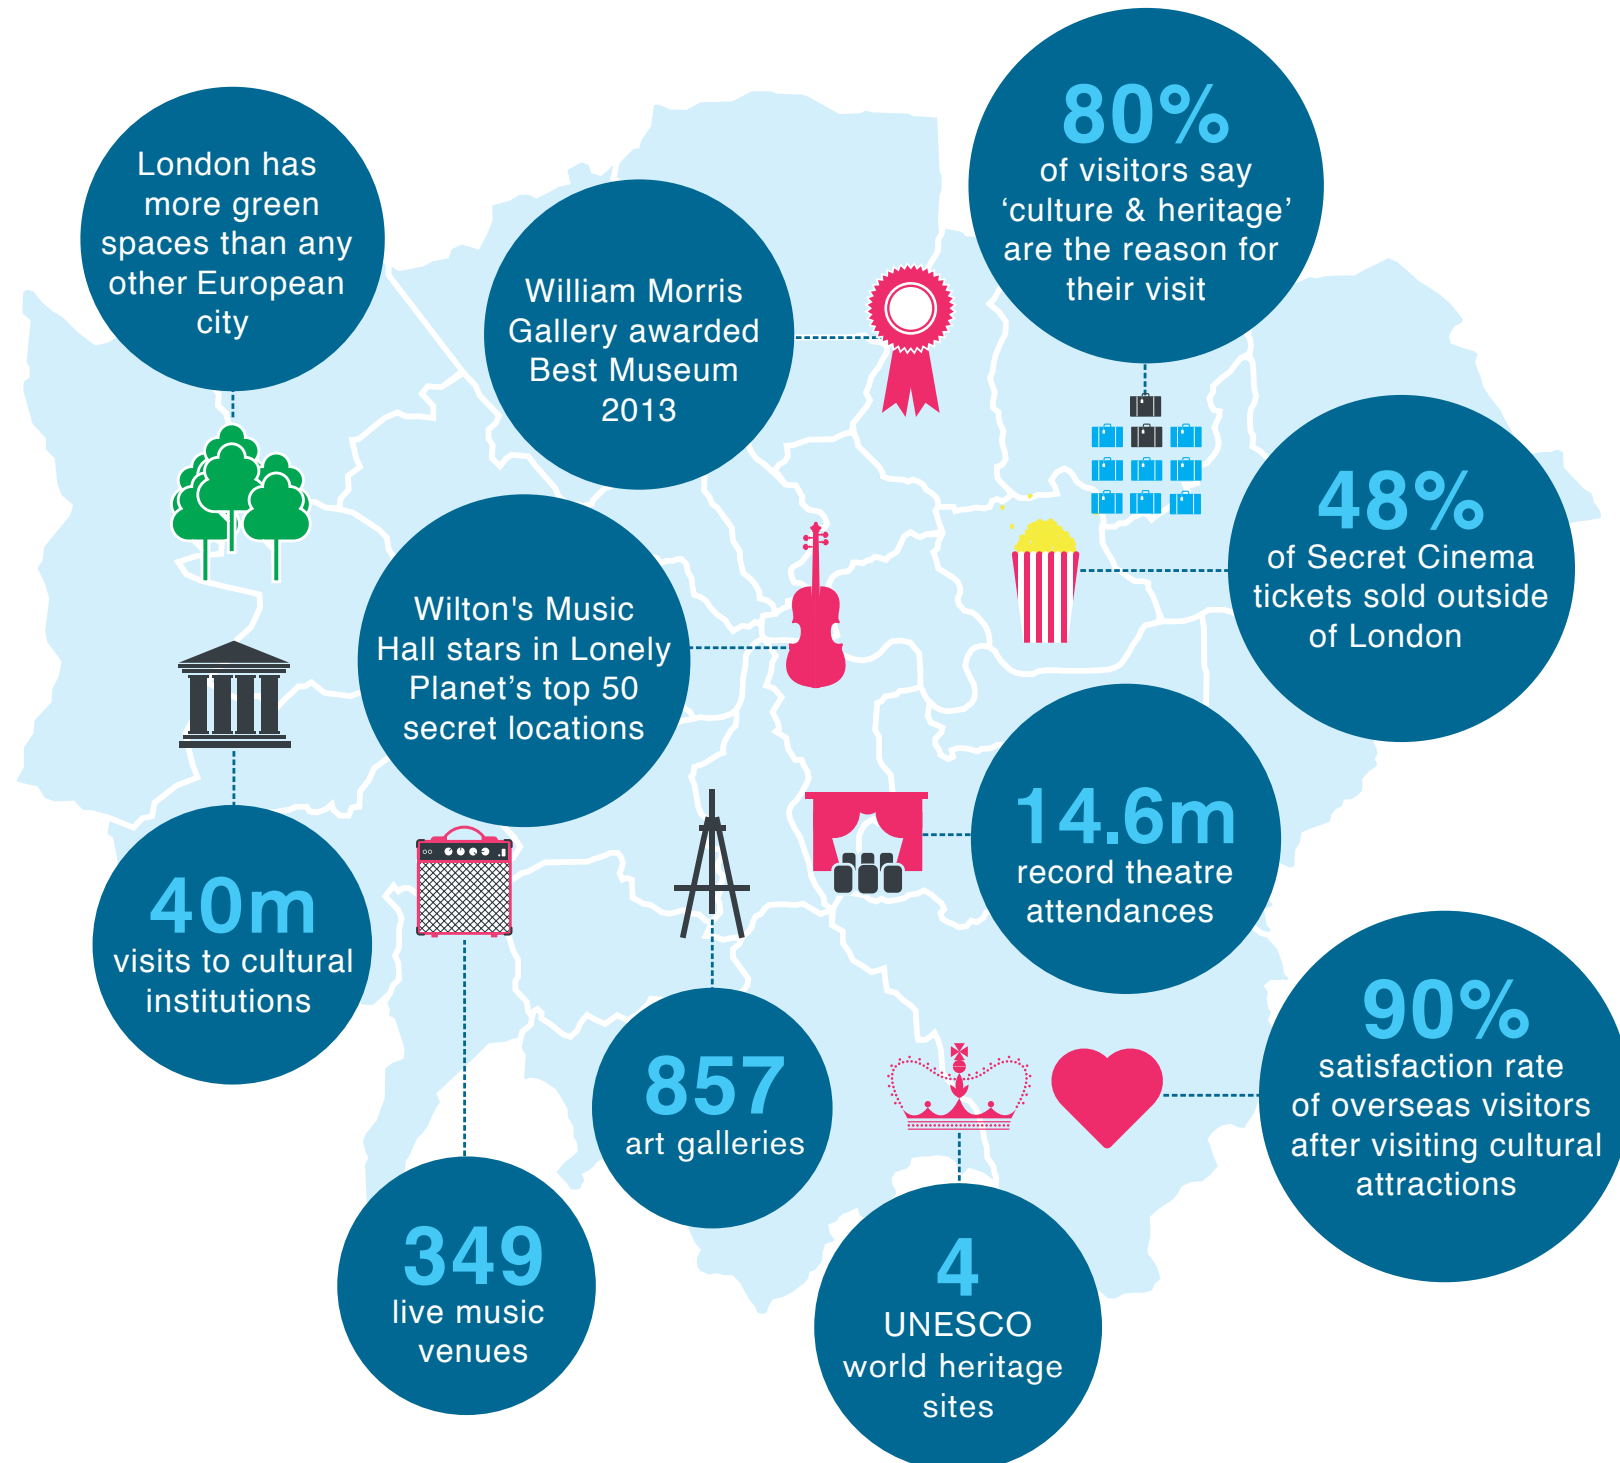 London has
more green
spaces than any
other European
city
William Morris
Gallery awarded
Best Museum
2013
80%
of visitors say
‘culture & heritage’
are the reason for
their visit
48%
of Secret Cinema
tickets sold outside
of London
Wilton's Music
Hall stars in Lonely
Planet’s top 50
secret locations
14.6m
record theatre
attendances
40m
visits to cultural
institutions
90%
satisfaction rate
of overseas visitors
after visiting cultural
attractions
857
art galleries
349
live music
venues
4
UNESCO
world heritage
sites